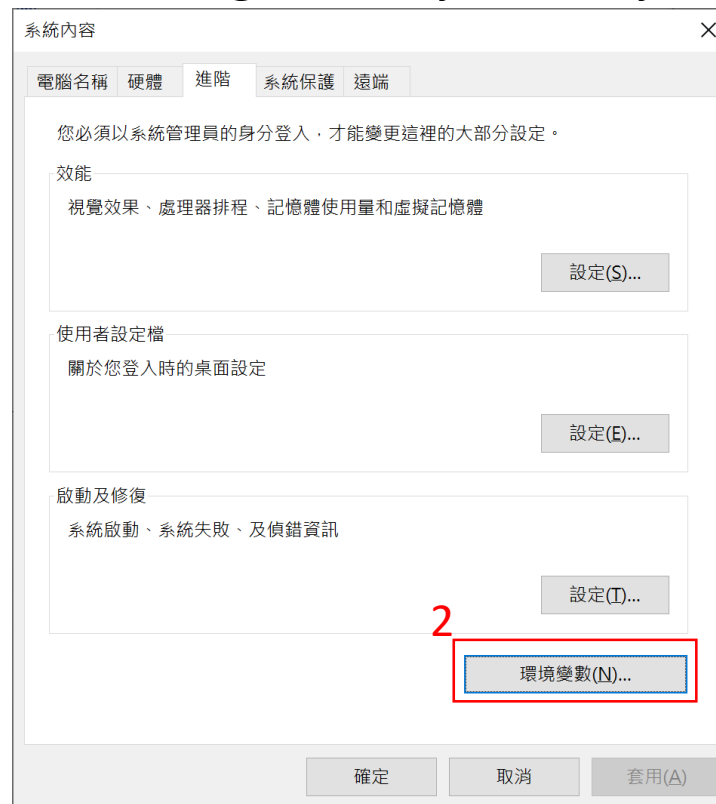 系統內容
電腦名稱 硬體 進階 系統保護 遠端
您必須以系統管理員的身分登入，才能變更這裡的大部分設定。
效能
視覺效果、處理器排程、記憶體使用量和虛擬記憶體
設定(S)...
使用者設定檔
關於您登入時的桌面設定
設定(E)...
啟動及修復
系統啟動、系統失敗、及偵錯資訊
設定(T)...
2
環境變數(N)...
確定 取消 套用(A)